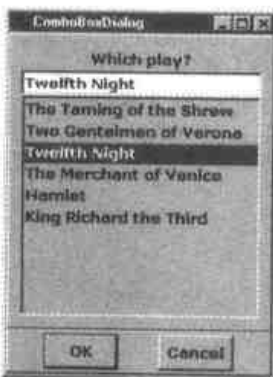 ComboBoxDialog
Which play?
Twelfth Night
The Taming of the Shrew
Two Gentelmen of Verona
Twelfth Night
The Merchant of Venice
Hamlet
King Richard the Third
OK
Cancel